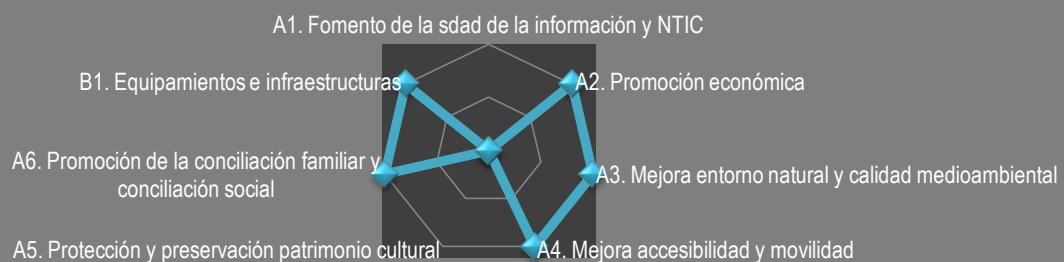 A1. Fomento de la sdad de la información y NTIC
B1. Equipamientos e infraestructuras
A2. Promoción económica
A6. Promoción de la conciliación familiar y
conciliación social
A3. Mejora entorno natural y calidad medioambiental
A5. Protección y preservación patrimonio cultural
A4. Mejora accesibilidad y movilidad